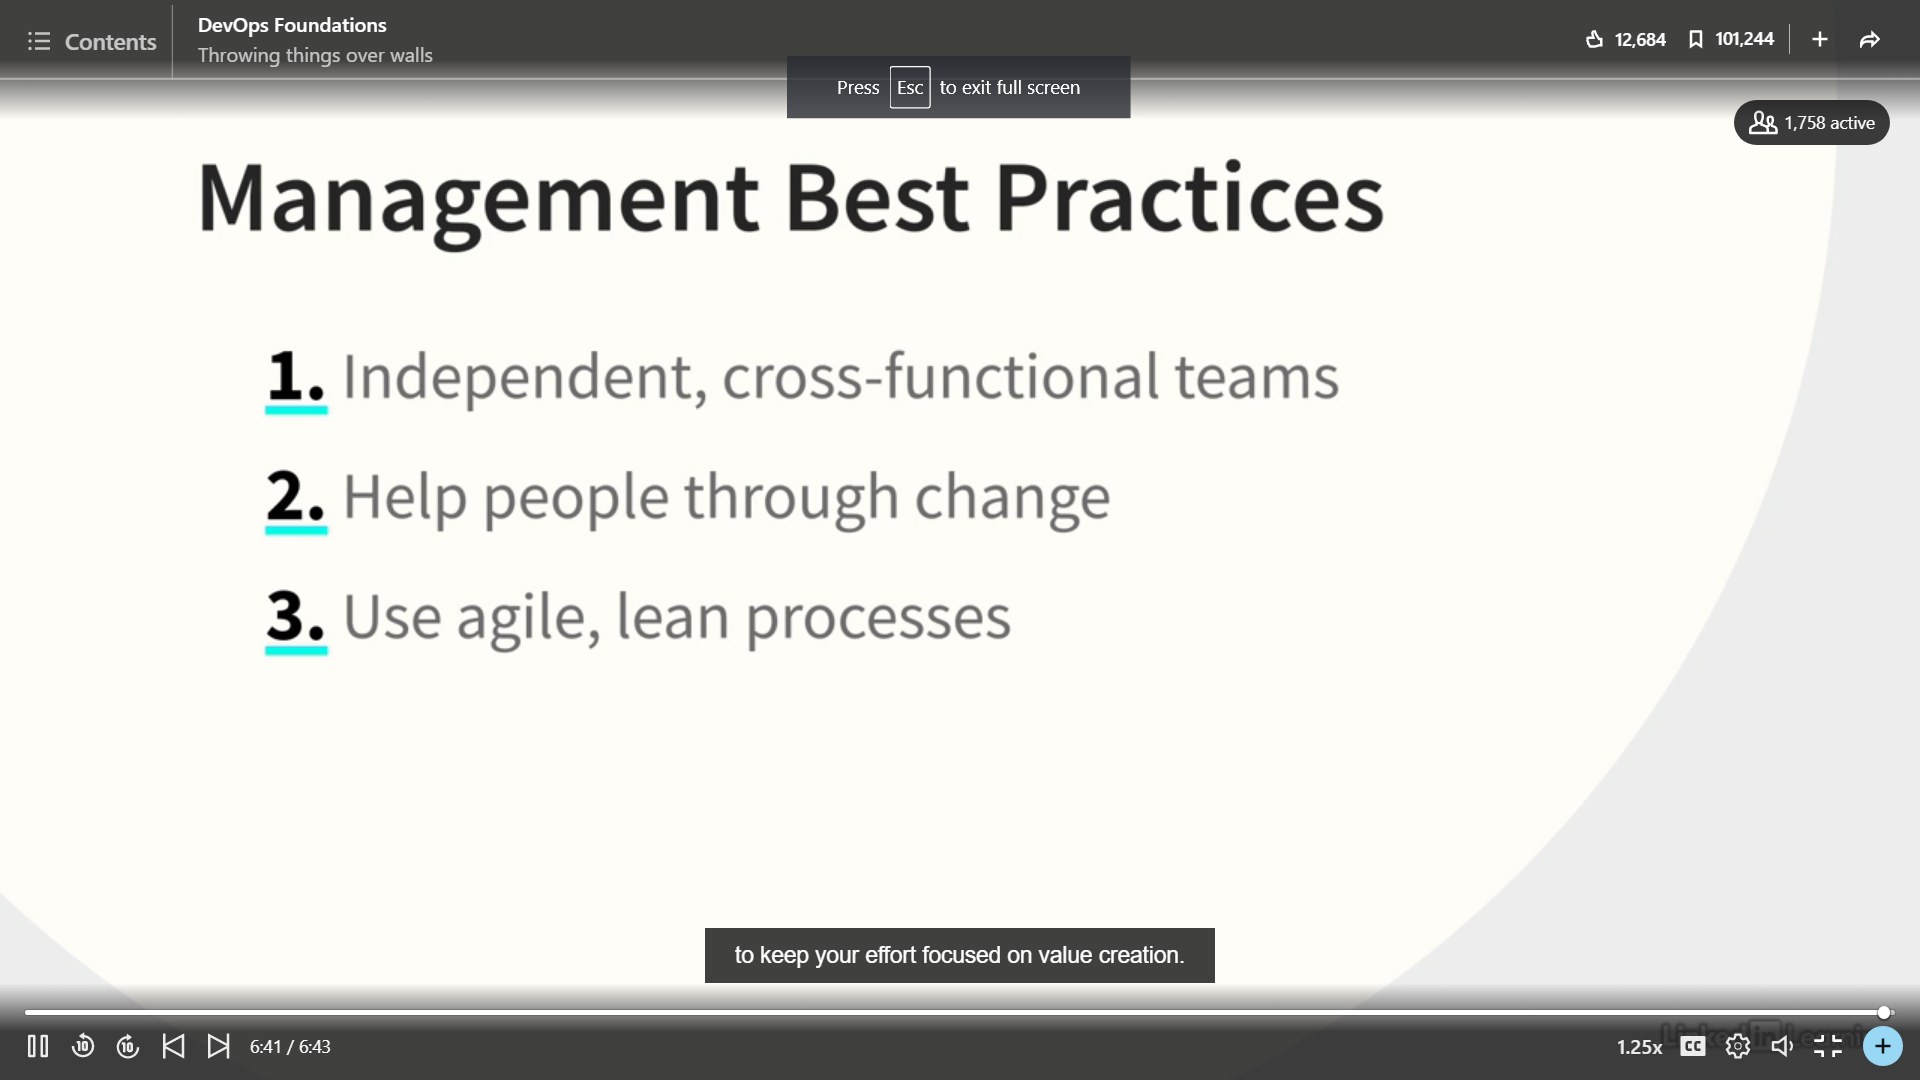 Contents
DevOps Foundations
Throwing things over walls
12,684
101,244
Press Esc to exit full screen
1,758 active
Management Best Practices
1. Independent, cross-functional teams
2. Help people through change
3. Use agile, lean processes
to keep your effort focused on value creation.
10
10
6:41 / 6:43
1.25x
CC